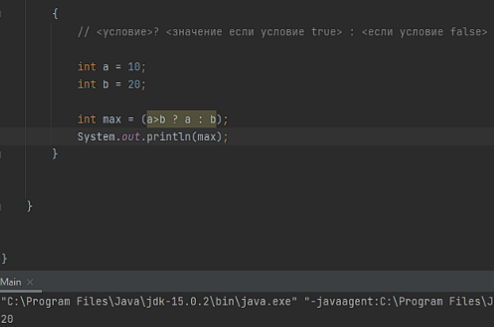 {
// <условие>? <значение если условие true> : <если условие false>
int a = 10;
int b = 20;
int max = (a>b ? a : b);
System.out.println(max);
}
}
}
Main ×
"C:\Program Files\Java\jdk-15.0.2\bin\java.exe" "-javaagent:C:\Program Files\J
20